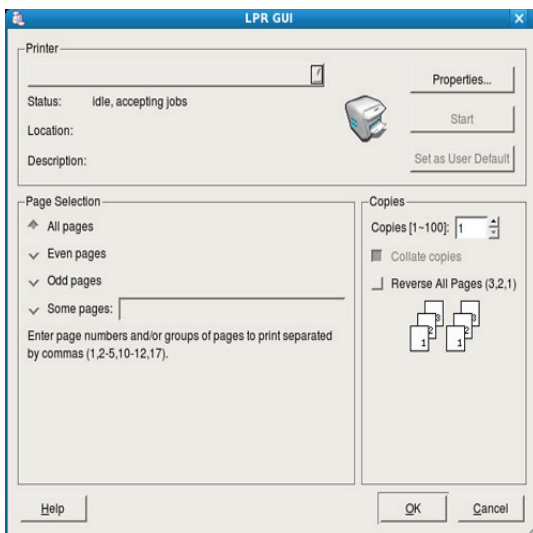 LPR GUI
Printer
Properties...
Status: idle, accepting jobs
Start
Location:
Description:
Set as User Default
Page Selection
All pages
Even pages
Odd pages
Some pages:
Enter page numbers and/or groups of pages to print separated
by commas (1,2-5,10-12,17).
Copies
Copies [1~100]: 1
Collate copies
Reverse All Pages (3,2,1)
3 3
2 2
1 1
Help
OK
Cancel